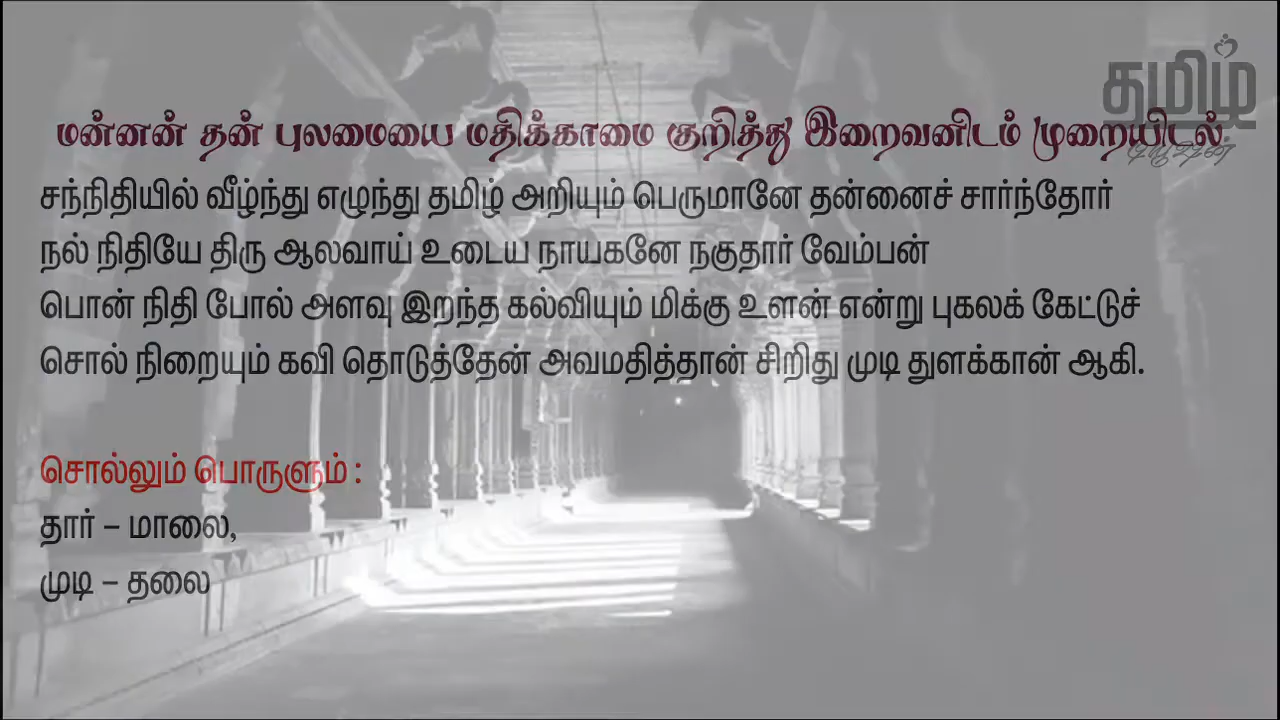 தமிழ்
மன்னன் தன் புலமையை மதிக்காமை குறித்து இறைவனிடம் முறையிடல்
சந்நிதியில் வீழ்ந்து எழுந்து தமிழ் அறியும் பெருமானே தன்னைச் சார்ந்தோர்
நல் நிதியே திரு ஆலவாய் உடைய நாயகனே நகுதார் வேம்பன்
பொன் நிதி போல் அளவு இறந்த கல்வியும் மிக்கு உளன் என்று புகலக் கேட்டுச்
சொல் நிறையும் கவி தொடுத்தேன் அவமதித்தான் சிறிது முடி துளக்கான் ஆகி.
சொல்லும் பொருளும் :
தார் – மாலை,
முடி – தலை